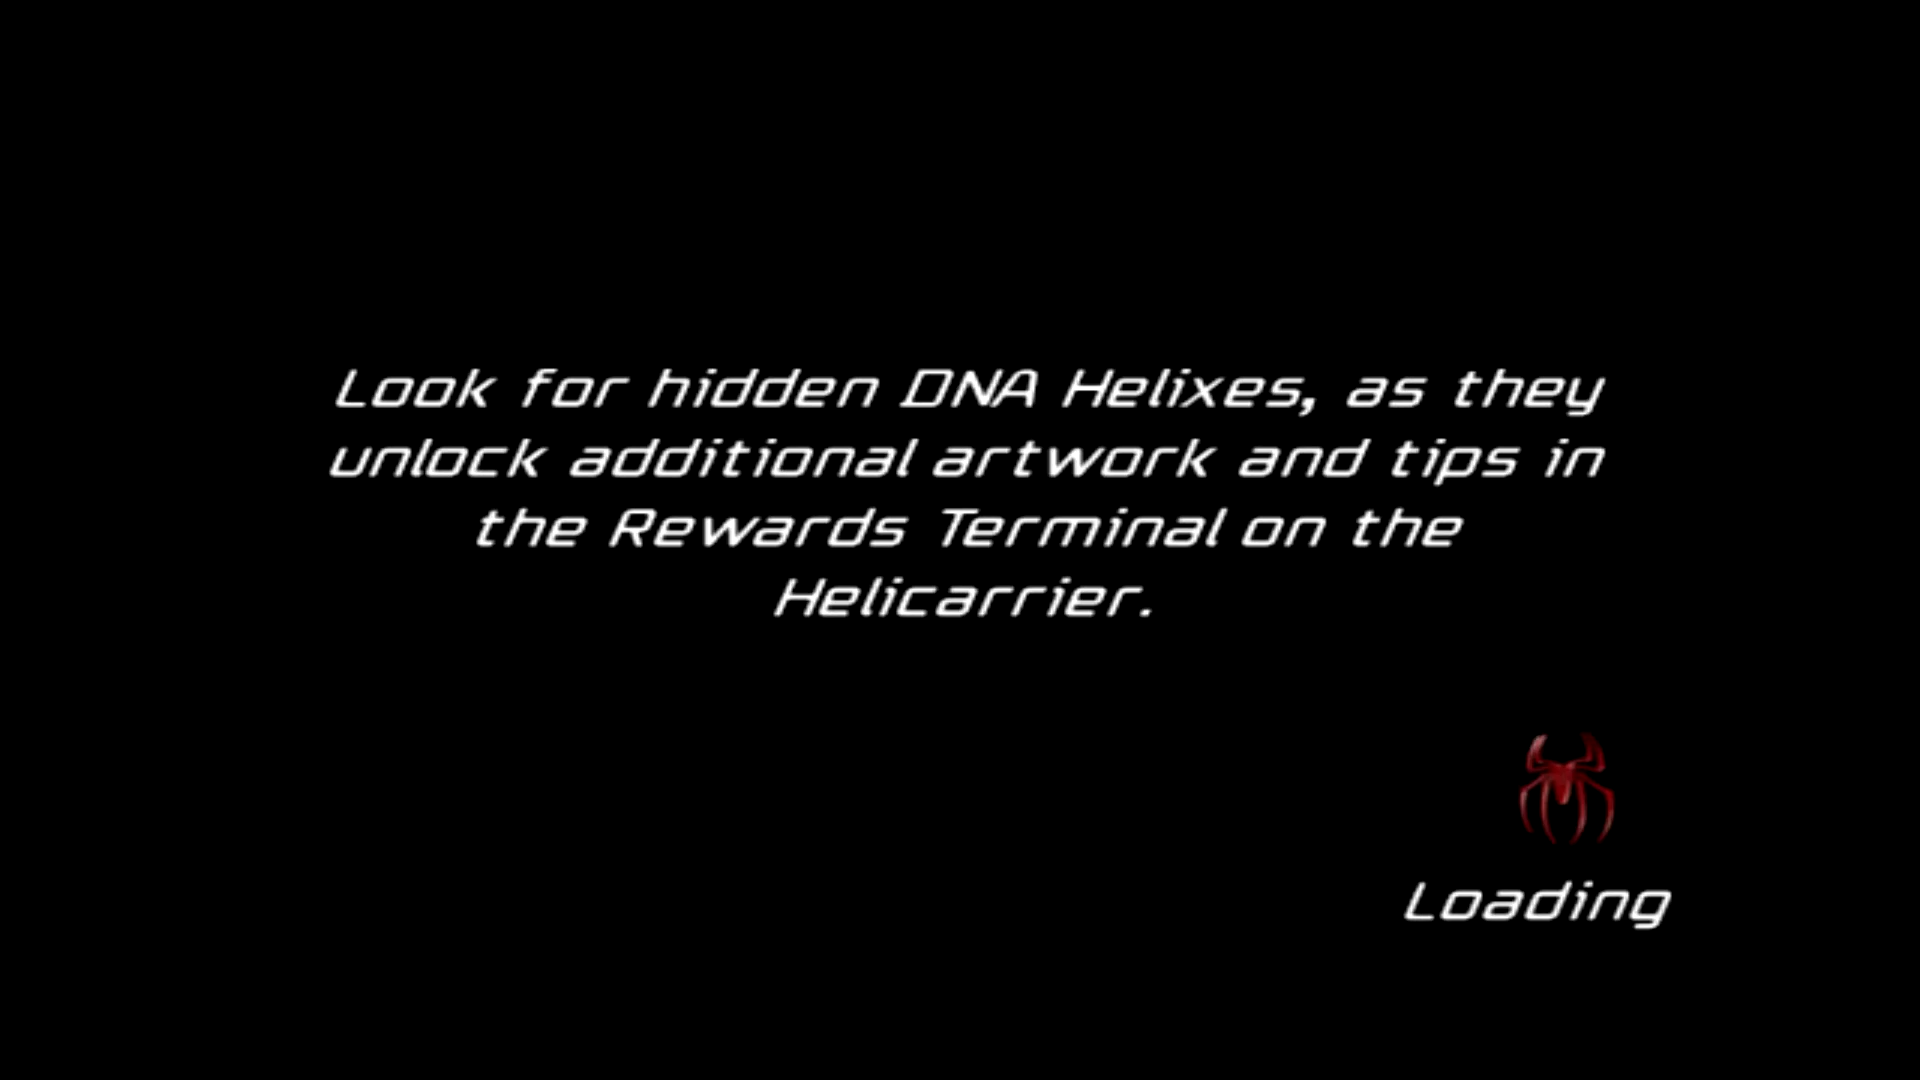 Look for hidden DNA Helixes, as they
unlock additional artwork and tips in
the Rewards Terminal on the
Helicarrier.
Loading